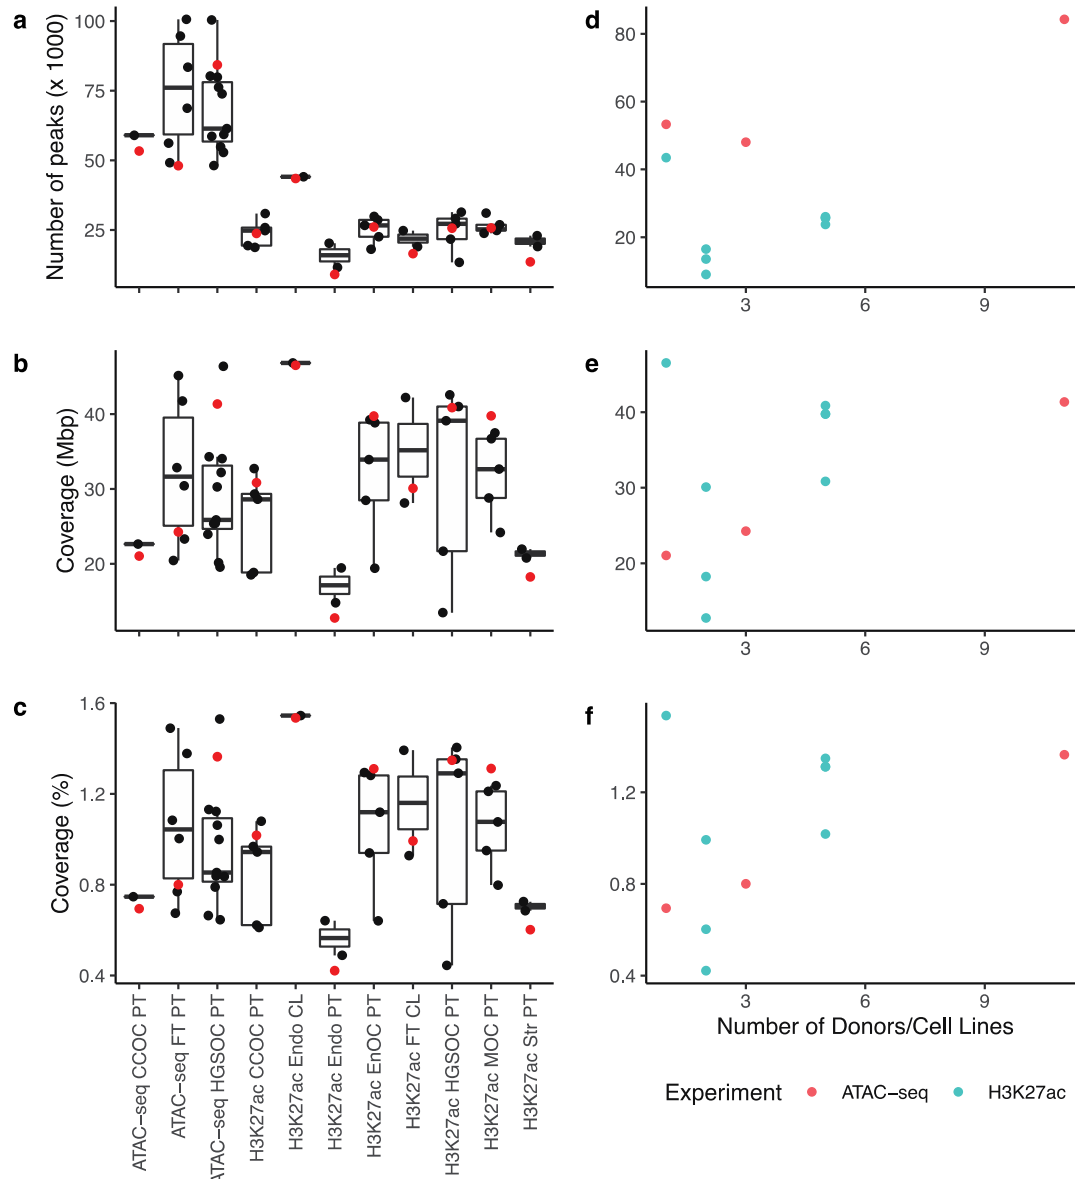 a
Number of peaks (x 1000)
100
75
50
25
d
80
60
40
20
3
6
9
b
Coverage (Mbp)
40
30
20
e
40
30
20
3
6
9
c
Coverage (%)
1.6
1.2
0.8
0.4
f
1.2
0.8
0.4
3
6
9
Number of Donors/Cell Lines
ATAC−seq CCOC PT
ATAC−seq FT PT
ATAC−seq HGSOC PT
H3K27ac CCOC PT
H3K27ac Endo CL
H3K27ac Endo PT
H3K27ac EnOC PT
H3K27ac FT CL
H3K27ac HGSOC PT
H3K27ac MOC PT
H3K27ac Str PT
Experiment
ATAC−seq
H3K27ac